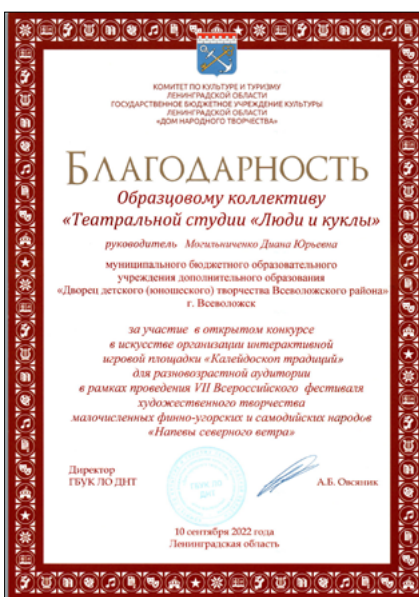 КОМИТЕТ ПО КУЛЬТУРЕ И ТУРИЗМУ
ЛЕНИНГРАДСКОЙ ОБЛАСТИ
ГОСУДАРСТВЕННОЕ БЮДЖЕТНОЕ УЧРЕЖДЕНИЕ КУЛЬТУРЫ
ЛЕНИНГРАДСКОЙ ОБЛАСТИ
«ДОМ НАРОДНОГО ТВОРЧЕСТВА»
БЛАГОДАРНОСТЬ
Образцовому коллективу
«Театральной студии «Люди и куклы»
руководитель Могильниченко Диана Юрьевна
муниципального бюджетного образовательного
учреждения дополнительного образования
«Дворец детского (юношеского) творчества Всеволожского района»
г. Всеволожск
за участие в открытом конкурсе
в искусстве организации интерактивной
игровой площадки «Калейдоскоп традиций»
для разновозрастной аудитории
в рамках проведения VII Всероссийского фестиваля
художественного творчества
малочисленных финно-угорских и самодийских народов
«Напевы северного ветра»
Директор
ГБУК ЛО ДНТ
ГБУК ЛО
ДНТ
А.Б. Овсяник
10 сентября 2022 года
Ленинградская область